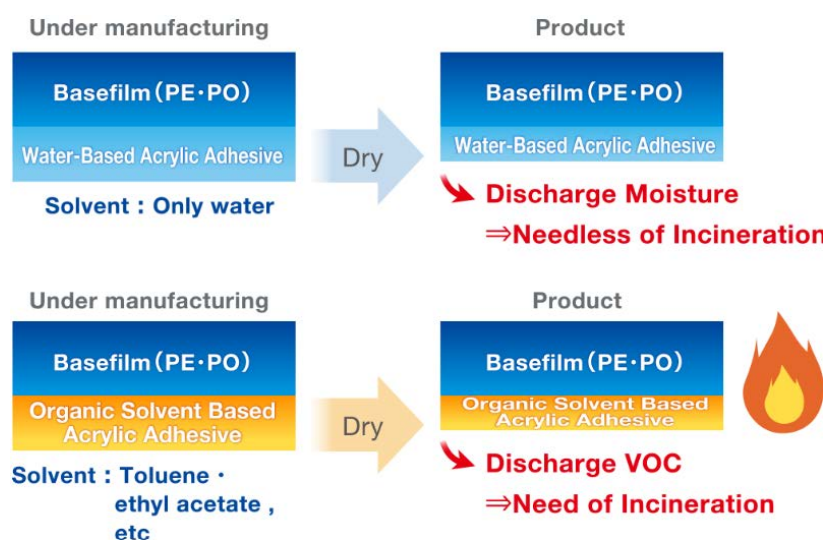 Under manufacturing
Product
Basefilm(PE・PO)
Basefilm(PE・PO)
Water-Based Acrylic Adhesive
Dry
Water-Based Acrylic Adhesive
Solvent : Only water
Discharge Moisture
⇒Needless of Incineration
Under manufacturing
Product
Basefilm(PE・PO)
Basefilm(PE・PO)
Organic Solvent Based
Acrylic Adhesive
Dry
Organic Solvent Based
Acrylic Adhesive
Solvent : Toluene・
ethyl acetate ,
etc
Discharge VOC
⇒Need of Incineration